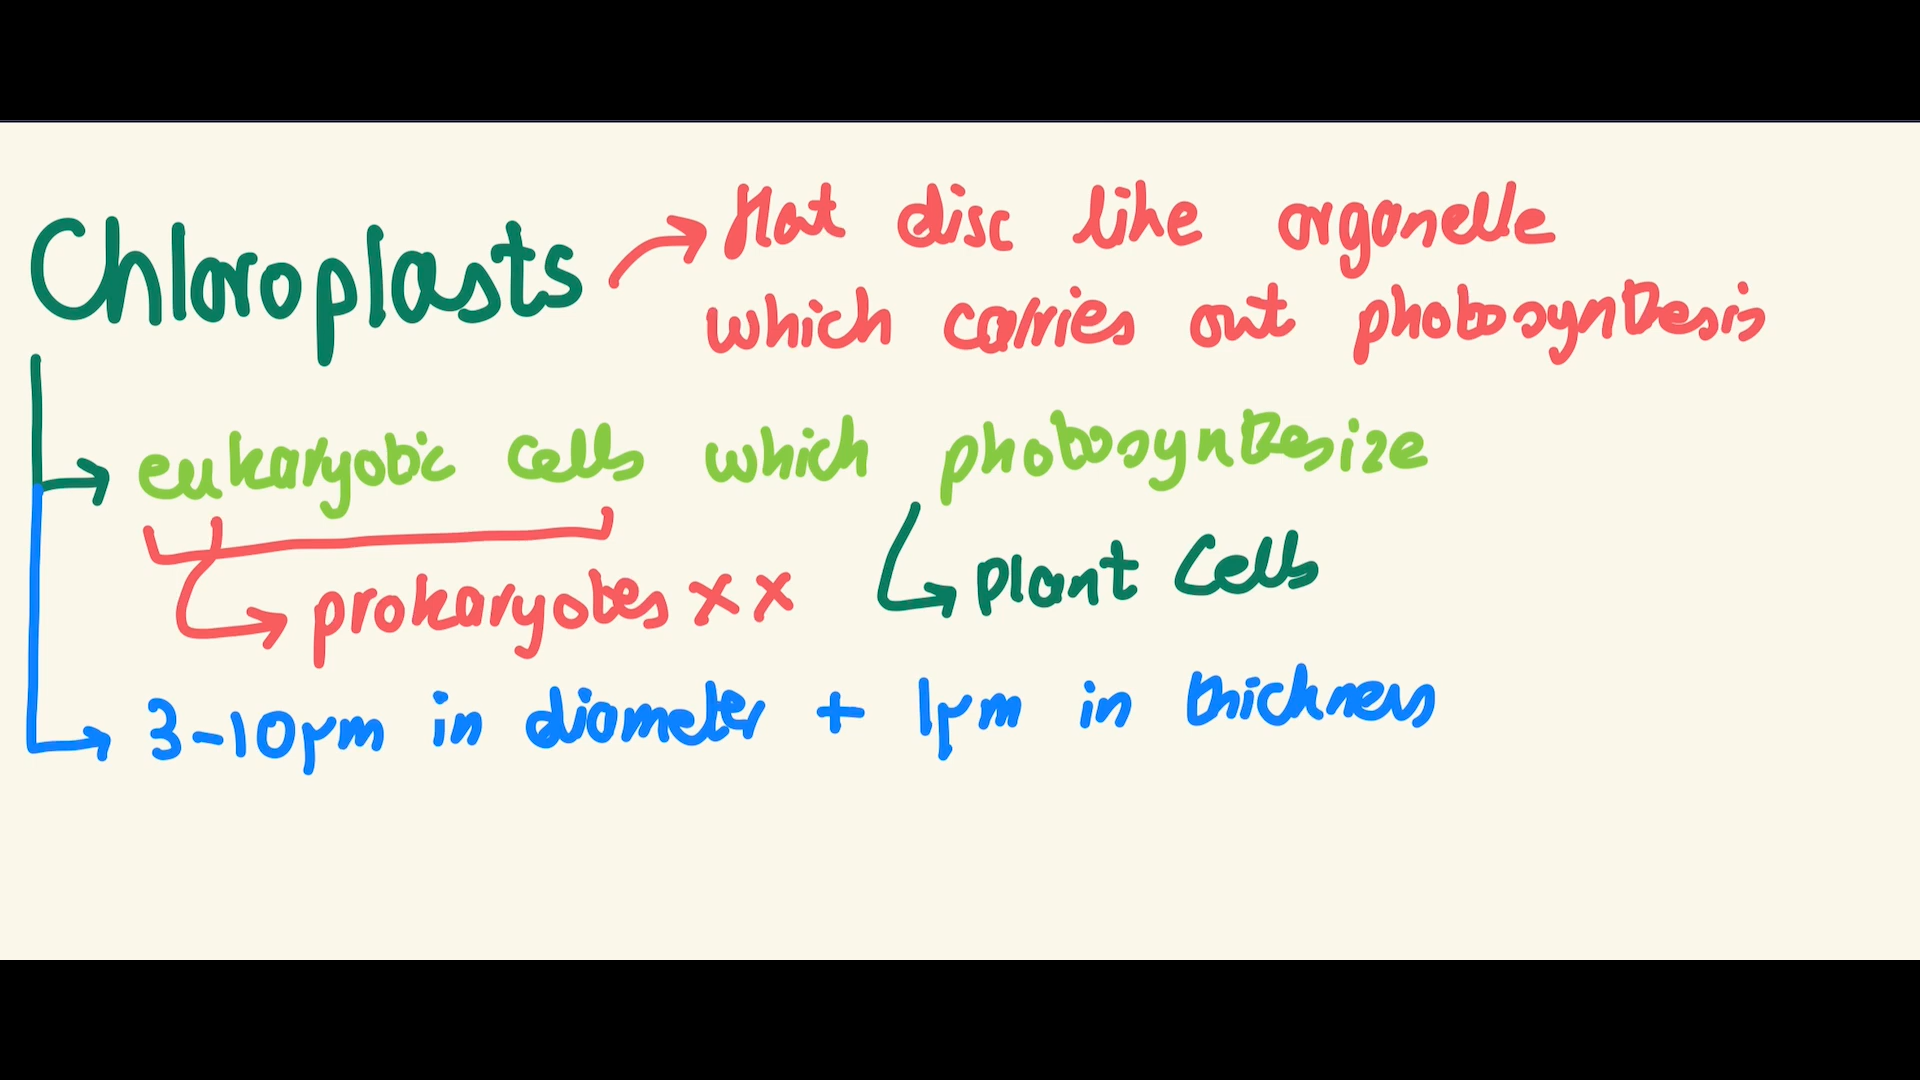 Chloroplasts
flat disc like organelle
which carries out photosynthesis
eukaryotic cells which photosynthesize
plant cells
prokaryotes x x
3-10μm in diameter + 1μm in thickness